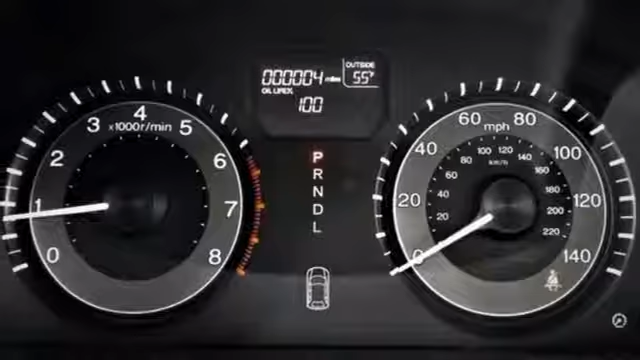 OUTSIDE
000004 miles 55°F
OIL LIFE%
100
0 1 2 3 4 5 6 7 8
x1000r/min
P
R
N
D
L
0 20 40 60 80 100 120 140
mph
20 40 60 80 100 120 140 160 180 200 220
km/h